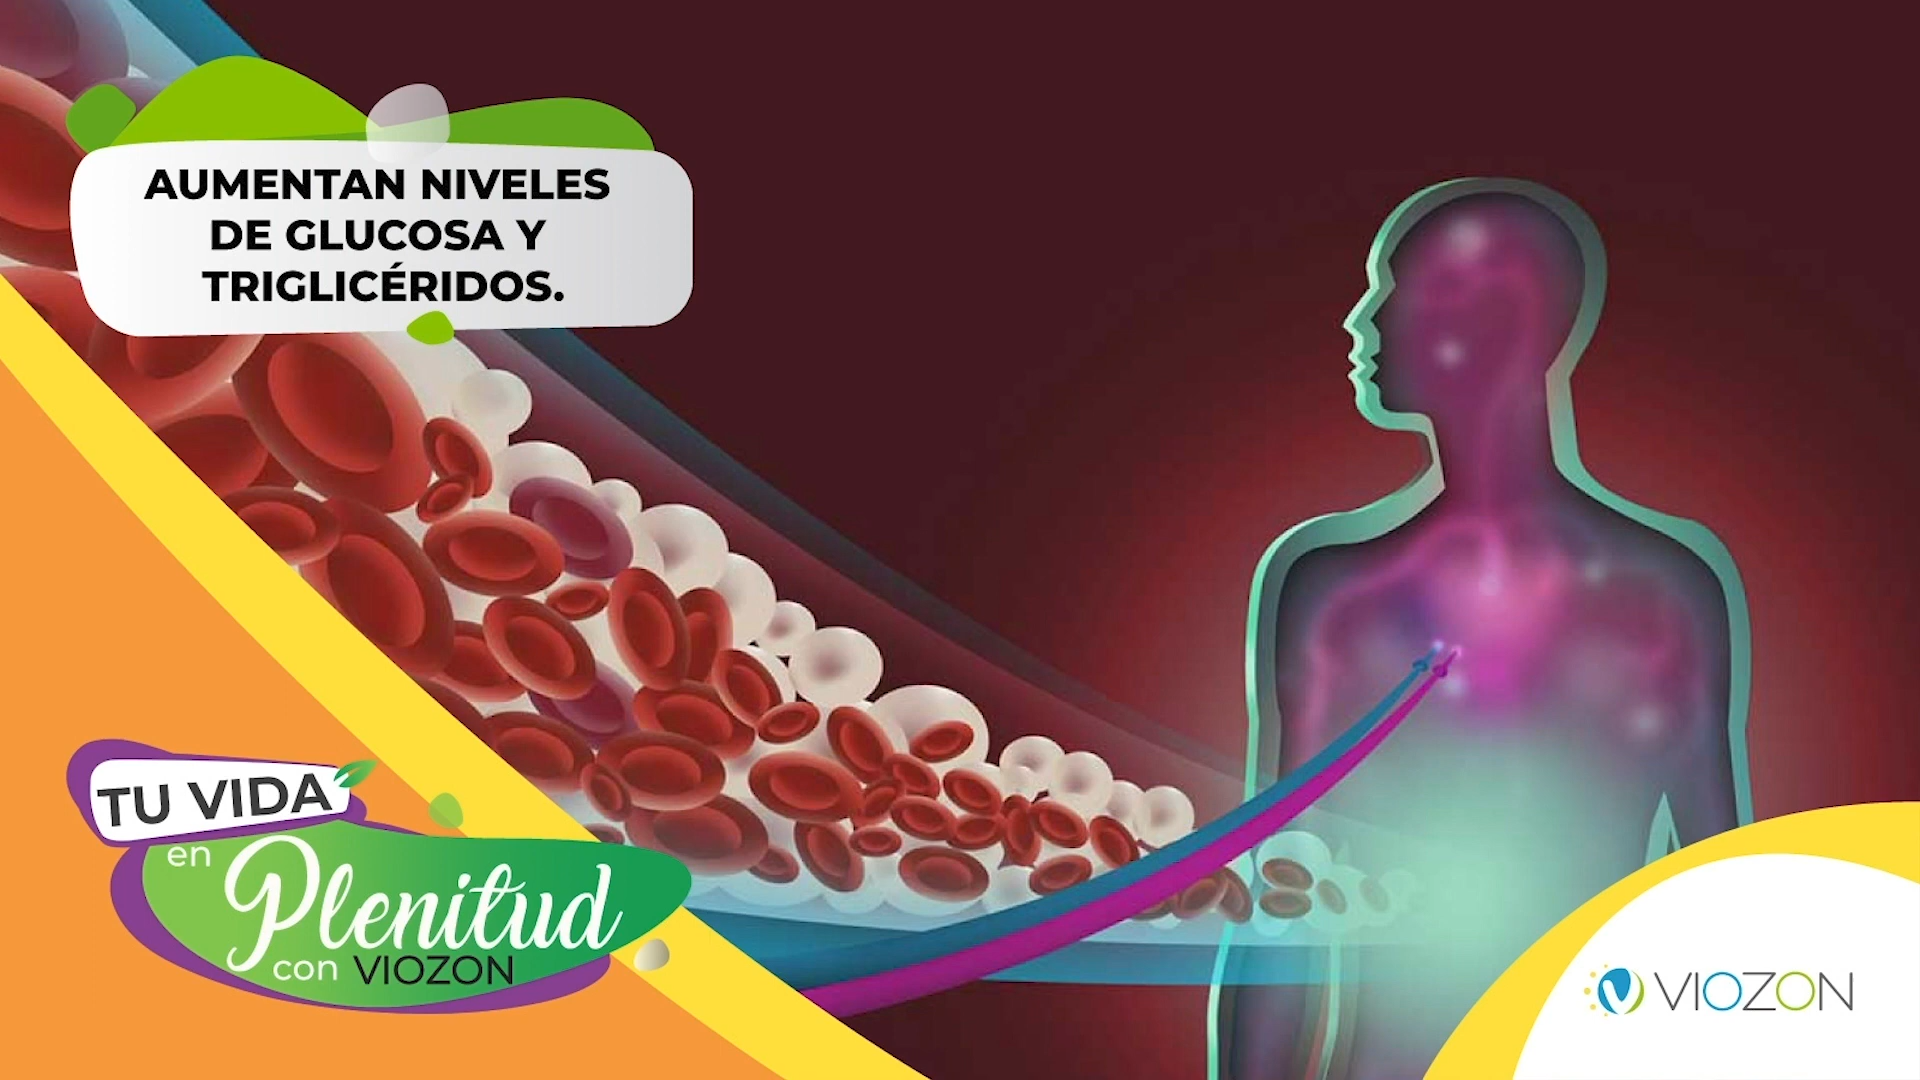 AUMENTAN NIVELES
DE GLUCOSA Y
TRIGLICÉRIDOS.
TU VIDA
en
Plenitud
con VIOZON
VIOZON